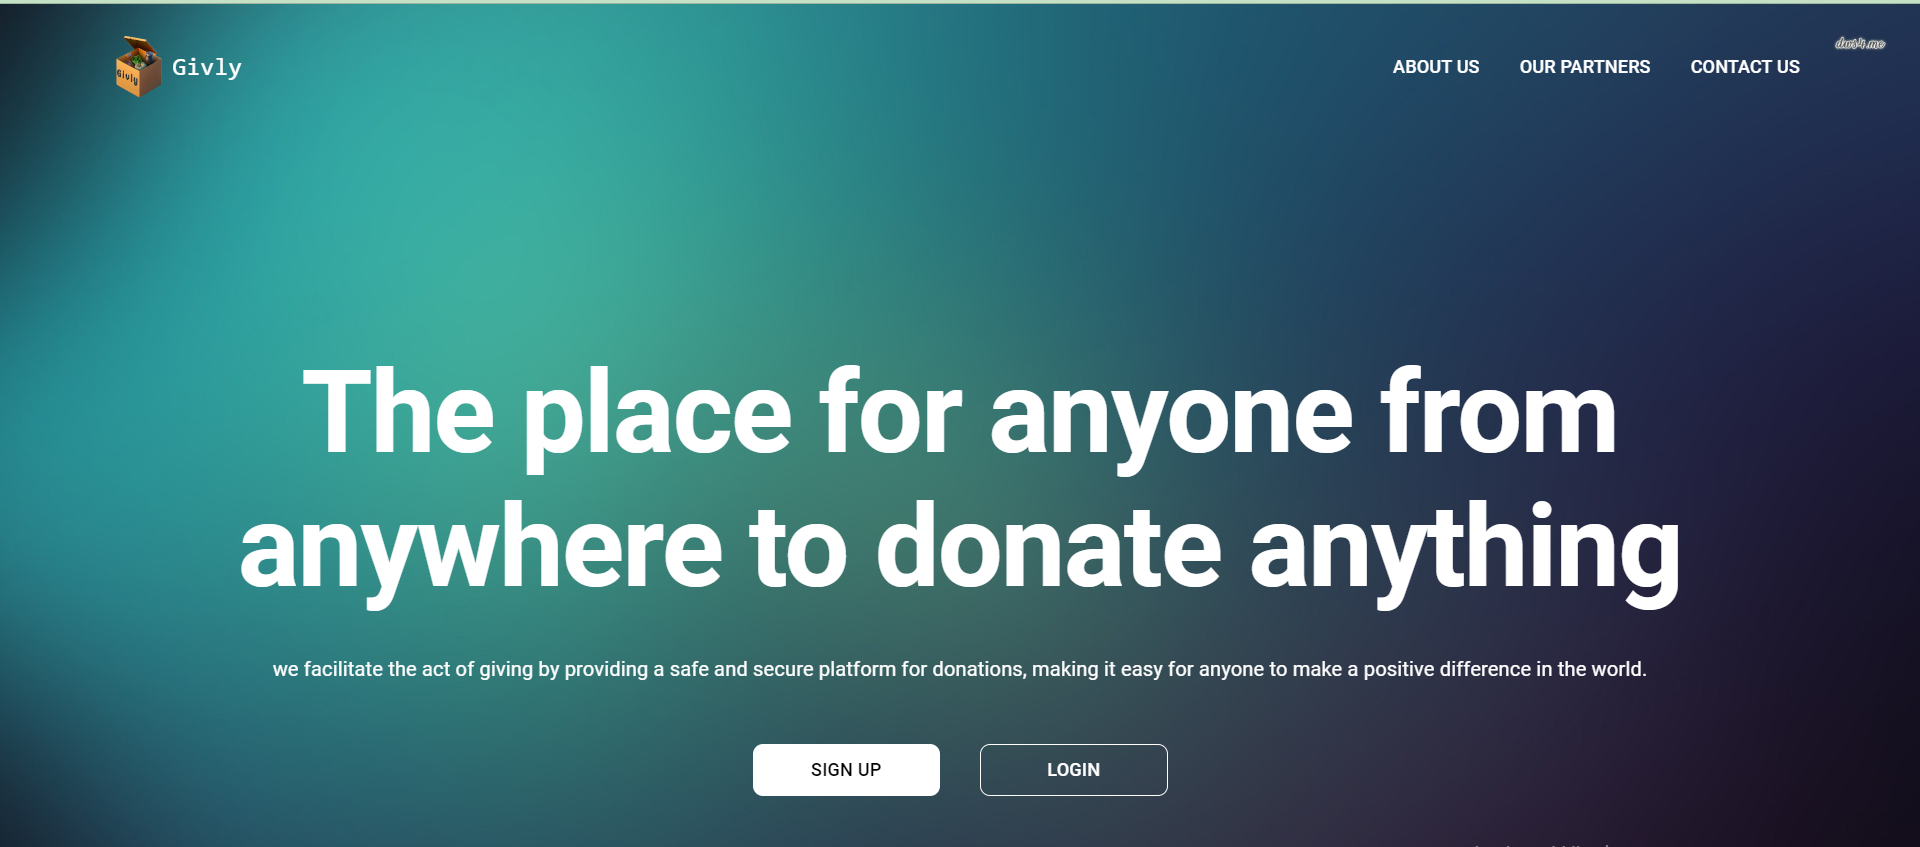 Givly
Givly
ABOUT US
OUR PARTNERS
CONTACT US
The place for anyone from
anywhere to donate anything
we facilitate the act of giving by providing a safe and secure platform for donations, making it easy for anyone to make a positive difference in the world.
SIGN UP
LOGIN